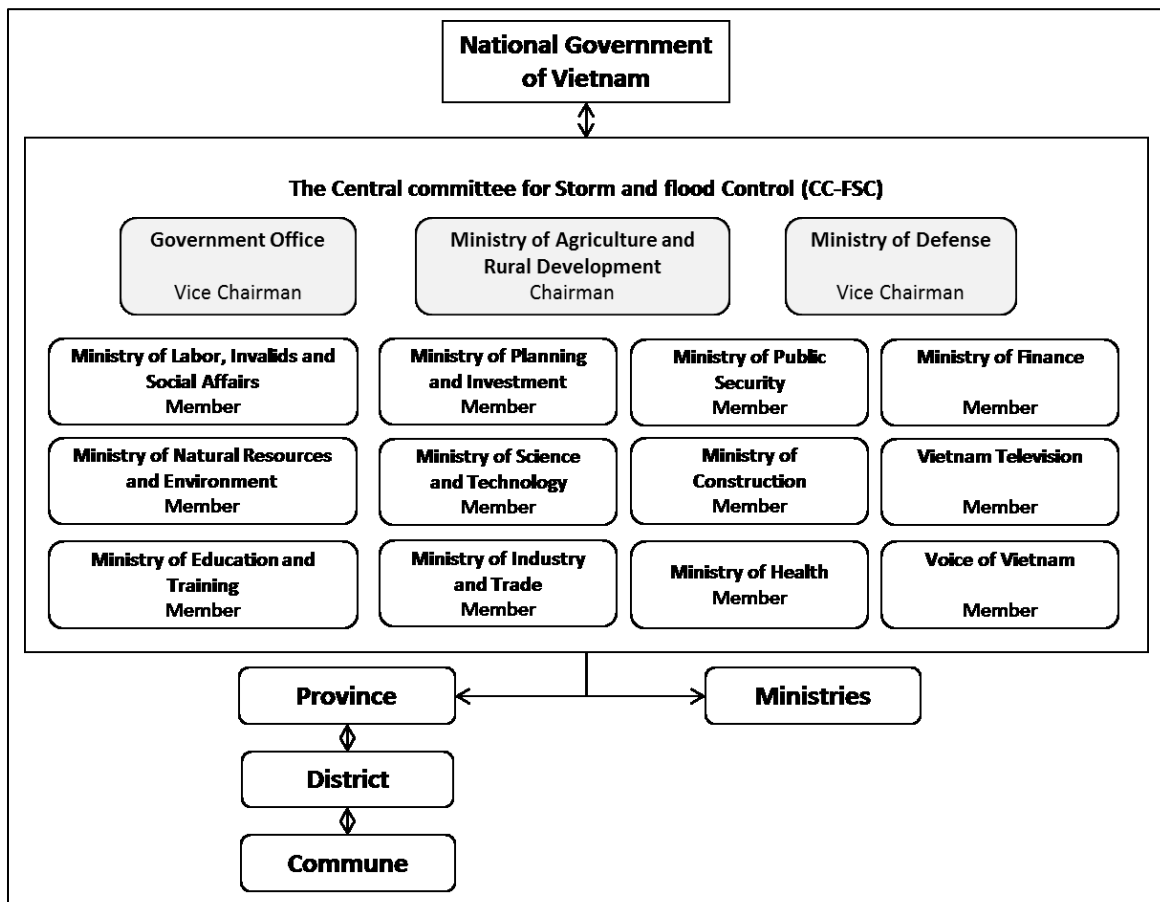 National Government
of Vietnam
The Central committee for Storm and flood Control (CC-FSC)
Government Office
Vice Chairman
Ministry of Agriculture and
Rural Development
Chairman
Ministry of Defense
Vice Chairman
Ministry of Labor, Invalids and
Social Affairs
Member
Ministry of Planning
and Investment
Member
Ministry of Public
Security
Member
Ministry of Finance
Member
Ministry of Natural Resources
and Environment
Member
Ministry of Science
and Technology
Member
Ministry of
Construction
Member
Vietnam Television
Member
Ministry of Education and
Training
Member
Ministry of Industry
and Trade
Member
Ministry of Health
Member
Voice of Vietnam
Member
Province
Ministries
District
Commune